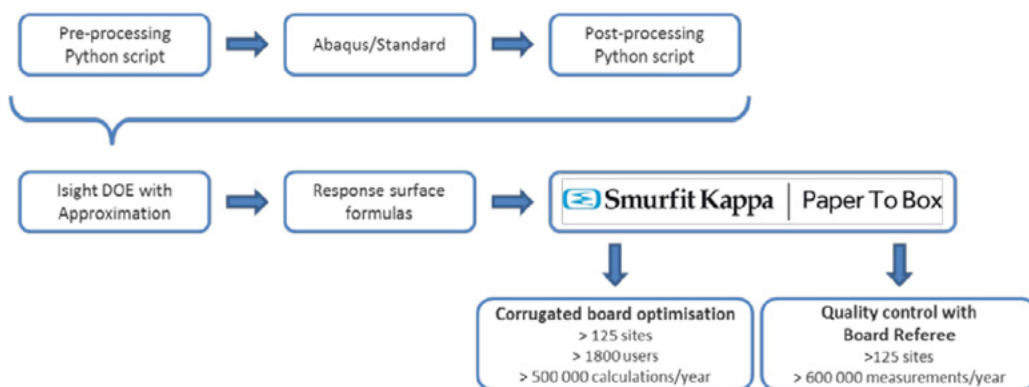 Pre-processing
Python script
Abaqus/Standard
Post-processing
Python script
Isight DOE with
Approximation
Response surface
formulas
Smurfit Kappa | Paper To Box
Corrugated board optimisation
> 125 sites
> 1800 users
> 500 000 calculations/year
Quality control with
Board Referee
>125 sites
> 600 000 measurements/year